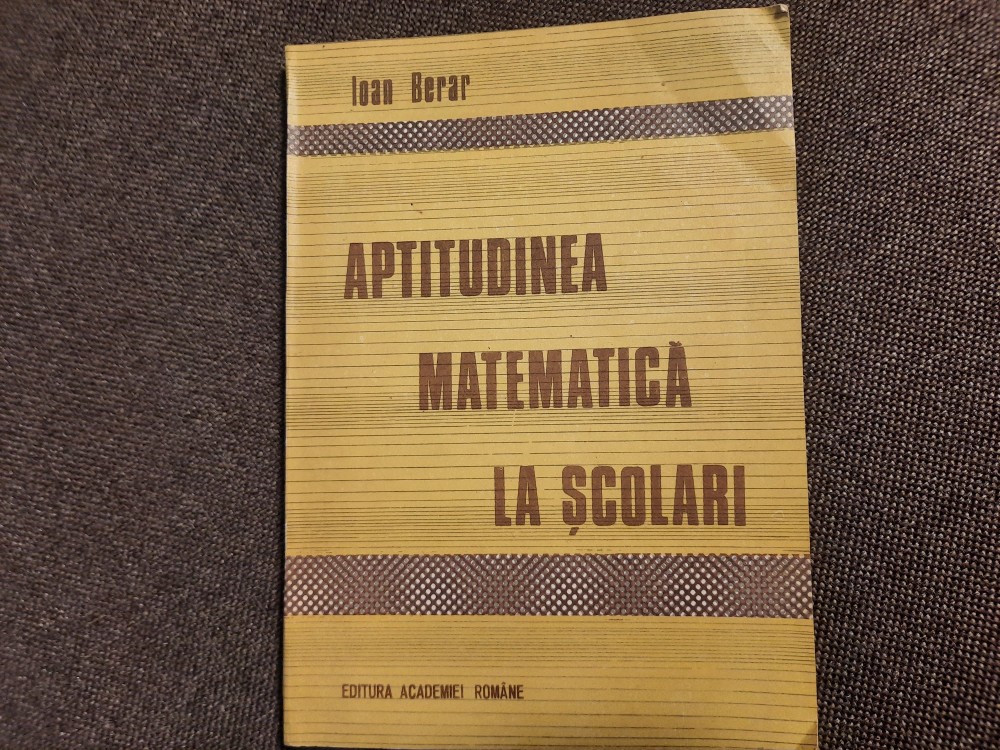 Ioan Berar
APTITUDINEA
MATEMATICĂ
LA ȘCOLARI
EDITURA ACADEMIEI ROMÂNE